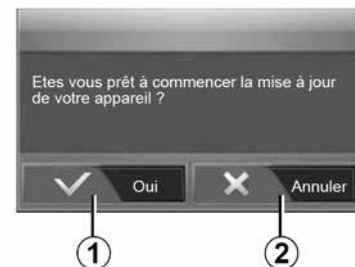 Etes vous prêt à commencer la mise à jour
de votre appareil ?
Oui
Annuler
1
2